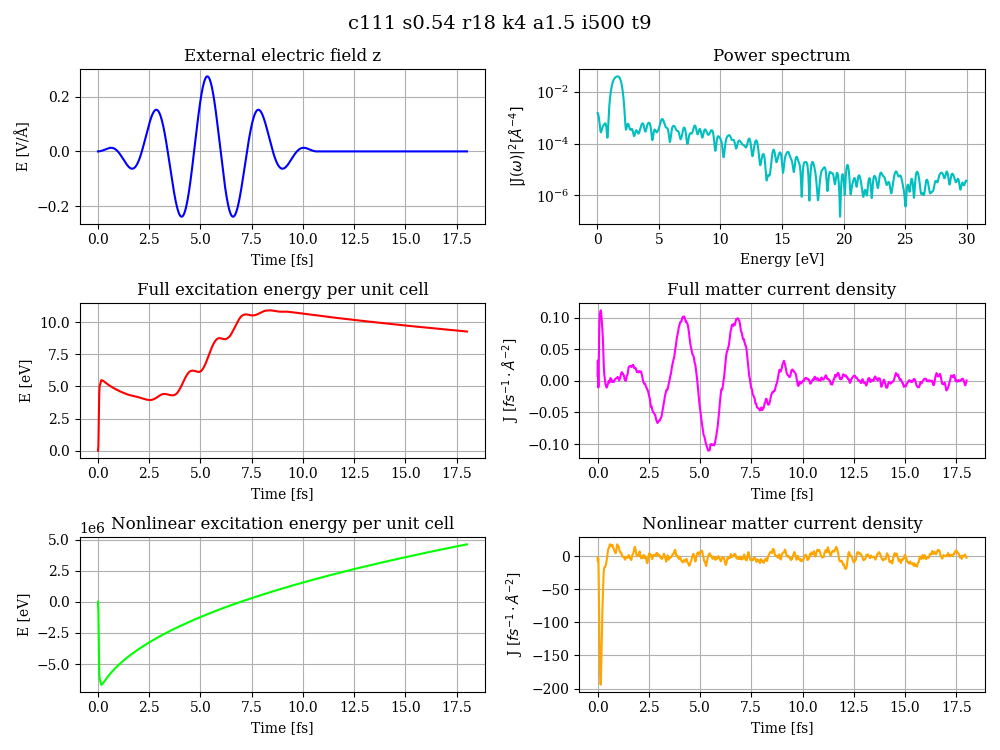 c111 s0.54 r18 k4 a1.5 i500 t9
External electric field z
E [V/Å]
0.2
0.0
−0.2
0.0 2.5 5.0 7.5 10.0 12.5 15.0 17.5
Time [fs]
Power spectrum
|J(ω)|² [Å⁻⁴]
10⁻²
10⁻⁴
10⁻⁶
0 5 10 15 20 25 30
Energy [eV]
Full excitation energy per unit cell
E [eV]
10.0
7.5
5.0
2.5
0.0
0.0 2.5 5.0 7.5 10.0 12.5 15.0 17.5
Time [fs]
Full matter current density
J [fs⁻¹ · Å⁻²]
0.10
0.05
0.00
−0.05
−0.10
0.0 2.5 5.0 7.5 10.0 12.5 15.0 17.5
Time [fs]
Nonlinear excitation energy per unit cell
1e6
E [eV]
5.0
2.5
0.0
−2.5
−5.0
0.0 2.5 5.0 7.5 10.0 12.5 15.0 17.5
Time [fs]
Nonlinear matter current density
J [fs⁻¹ · Å⁻²]
0
−50
−100
−150
−200
0.0 2.5 5.0 7.5 10.0 12.5 15.0 17.5
Time [fs]